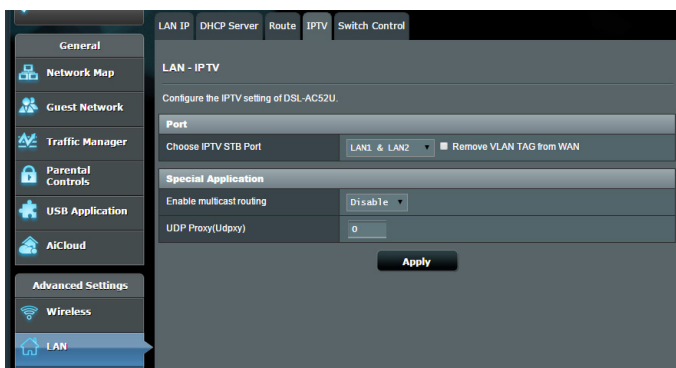 LAN IP DHCP Server Route IPTV Switch Control
General
Network Map
Guest Network
Traffic Manager
Parental
Controls
USB Application
AiCloud
Advanced Settings
Wireless
LAN
LAN - IPTV
Configure the IPTV setting of DSL-AC52U.
Port
Choose IPTV STB Port LAN1 & LAN2 Remove VLAN TAG from WAN
Special Application
Enable multicast routing Disable
UDP Proxy(Udpxy) 0
Apply